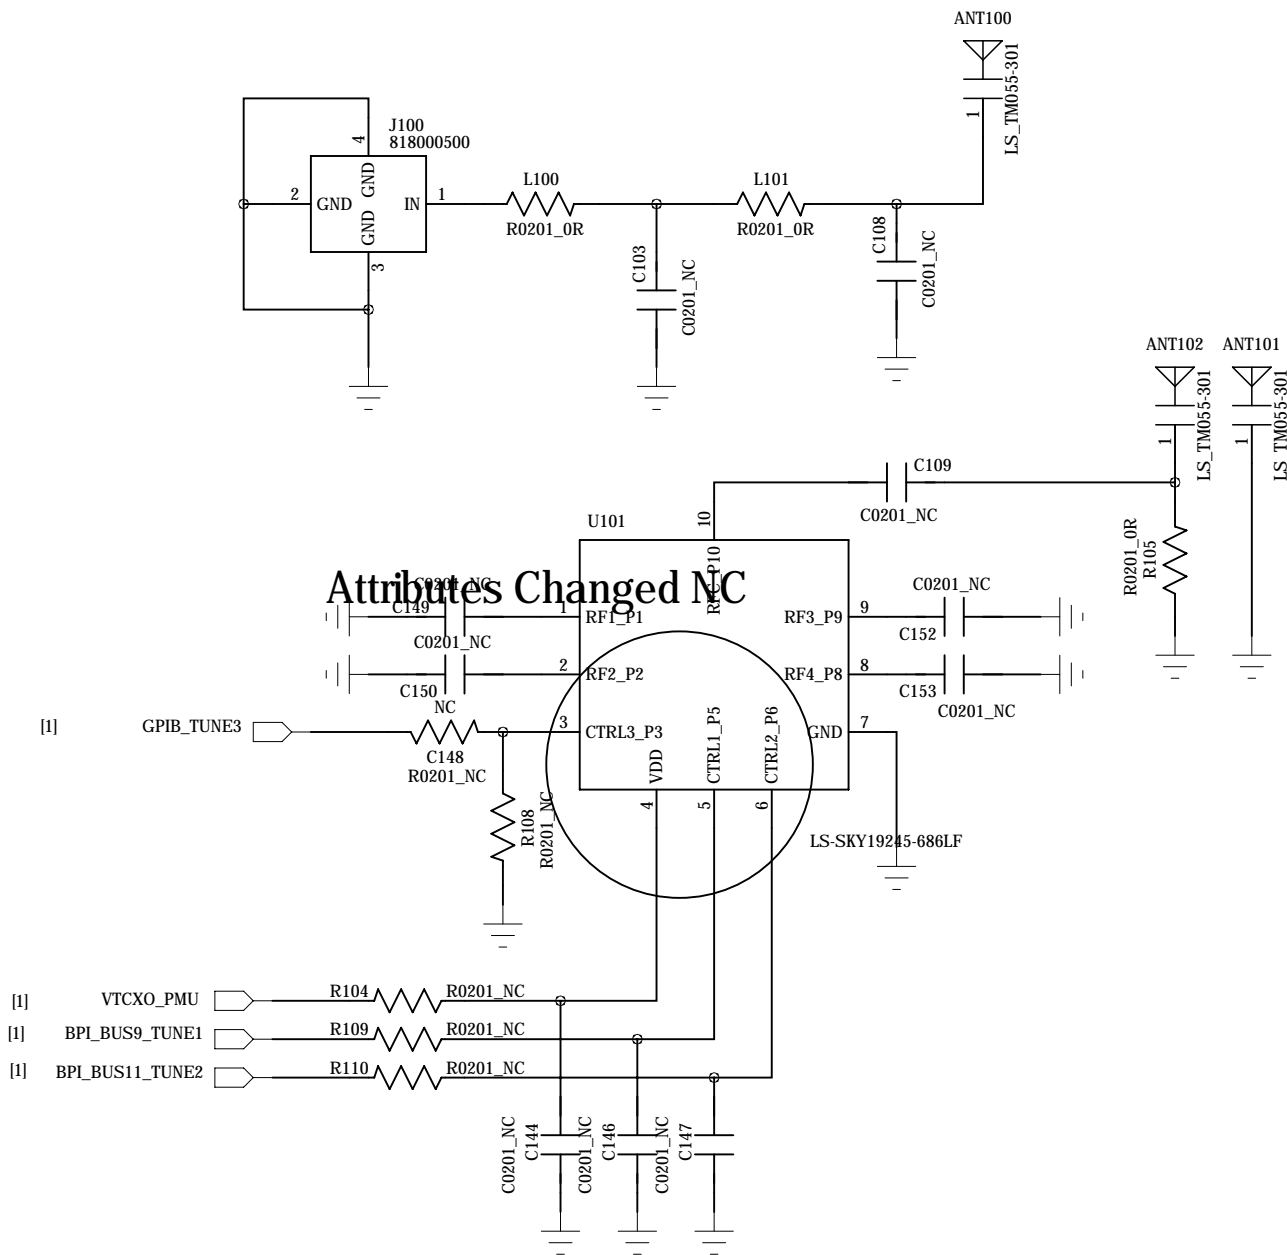 ANT100
LS_TM055-301
1
J100
818000500
4
GND
2
GND
IN
1
GND
3
L100
R0201_0R
L101
R0201_0R
C103
C0201_NC
C108
C0201_NC
ANT102
ANT101
LS_TM055-301
LS_TM055-301
1
1
C109
C0201_NC
10
U101
R0201_0R
R105
Attributes Changed NC
C0201_NC
C149
1
RF1_P1
RF3_P9
9
C0201_NC
C152
C0201_NC
2
RF2_P2
RF4_P8
8
C150
C153
C0201_NC
NC
[1]
GPIB_TUNE3
3
CTRL3_P3
VDD
CTRL1_P5
CTRL2_P6
GND
7
C148
R0201_NC
R108
R0201_NC
4
5
6
LS-SKY19245-686LF
[1]
VTCXO_PMU
R104
R0201_NC
[1]
BPI_BUS9_TUNE1
R109
R0201_NC
[1]
BPI_BUS11_TUNE2
R110
R0201_NC
C0201_NC
C144
C0201_NC
C146
C0201_NC
C147